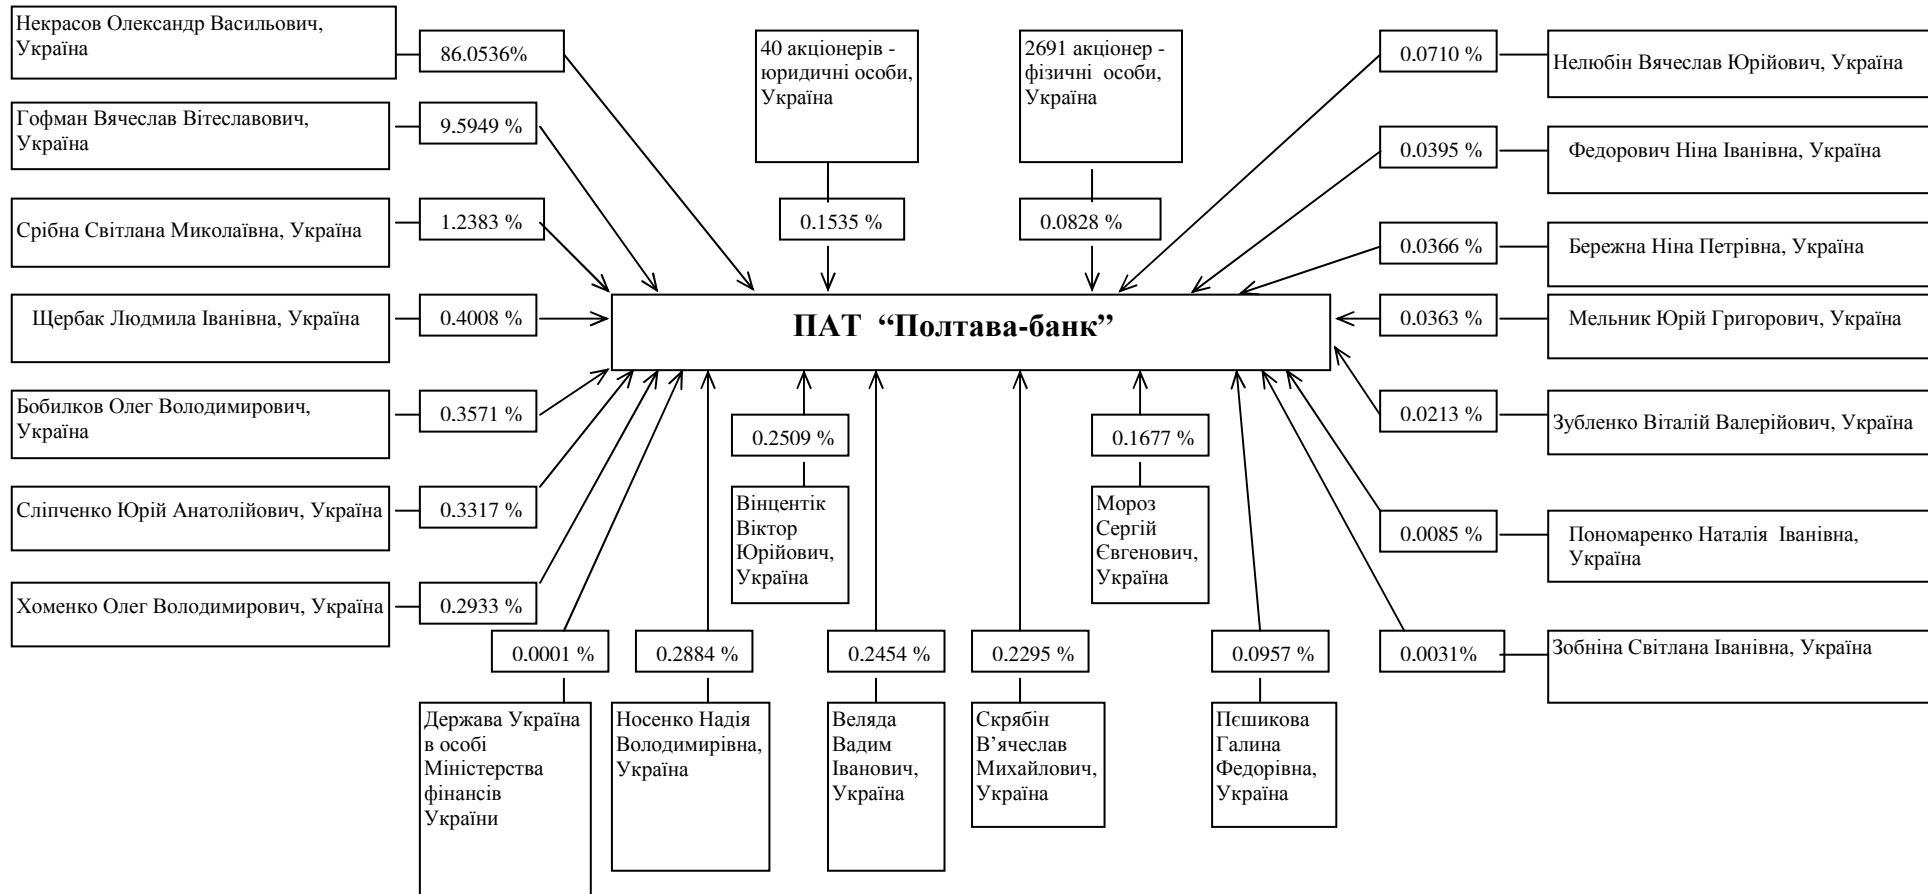 Некрасов Олександр Васильович,
Україна
86.0536%
40 акціонерів -
юридичні особи,
Україна
2691 акціонер -
фізичні особи,
Україна
0.0710 %
Нелюбін Вячеслав Юрійович, Україна
Гофман Вячеслав Вітеславович,
Україна
9.5949 %
0.0395 %
Федорович Ніна Іванівна, Україна
Срібна Світлана Миколаївна, Україна
1.2383 %
0.1535 %
0.0828 %
0.0366 %
Бережна Ніна Петрівна, Україна
Щербак Людмила Іванівна, Україна
0.4008 %
ПАТ “Полтава-банк”
0.0363 %
Мельник Юрій Григорович, Україна
Бобилков Олег Володимирович,
Україна
0.3571 %
0.2509 %
0.1677 %
0.0213 %
Зубленко Віталій Валерійович, Україна
Сліпченко Юрій Анатолійович, Україна
0.3317 %
Вінцентік
Віктор
Юрійович,
Україна
Мороз
Сергій
Євгенович,
Україна
0.0085 %
Пономаренко Наталія Іванівна,
Україна
Хоменко Олег Володимирович, Україна
0.2933 %
0.0001 %
0.2884 %
0.2454 %
0.2295 %
0.0957 %
0.0031%
Зобніна Світлана Іванівна, Україна
Держава Україна
в особі
Міністерства
фінансів
України
Носенко Надія
Володимирівна,
Україна
Веляда
Вадим
Іванович,
Україна
Скрябін
В’ячеслав
Михайлович,
Україна
Пєшикова
Галина
Федорівна,
Україна